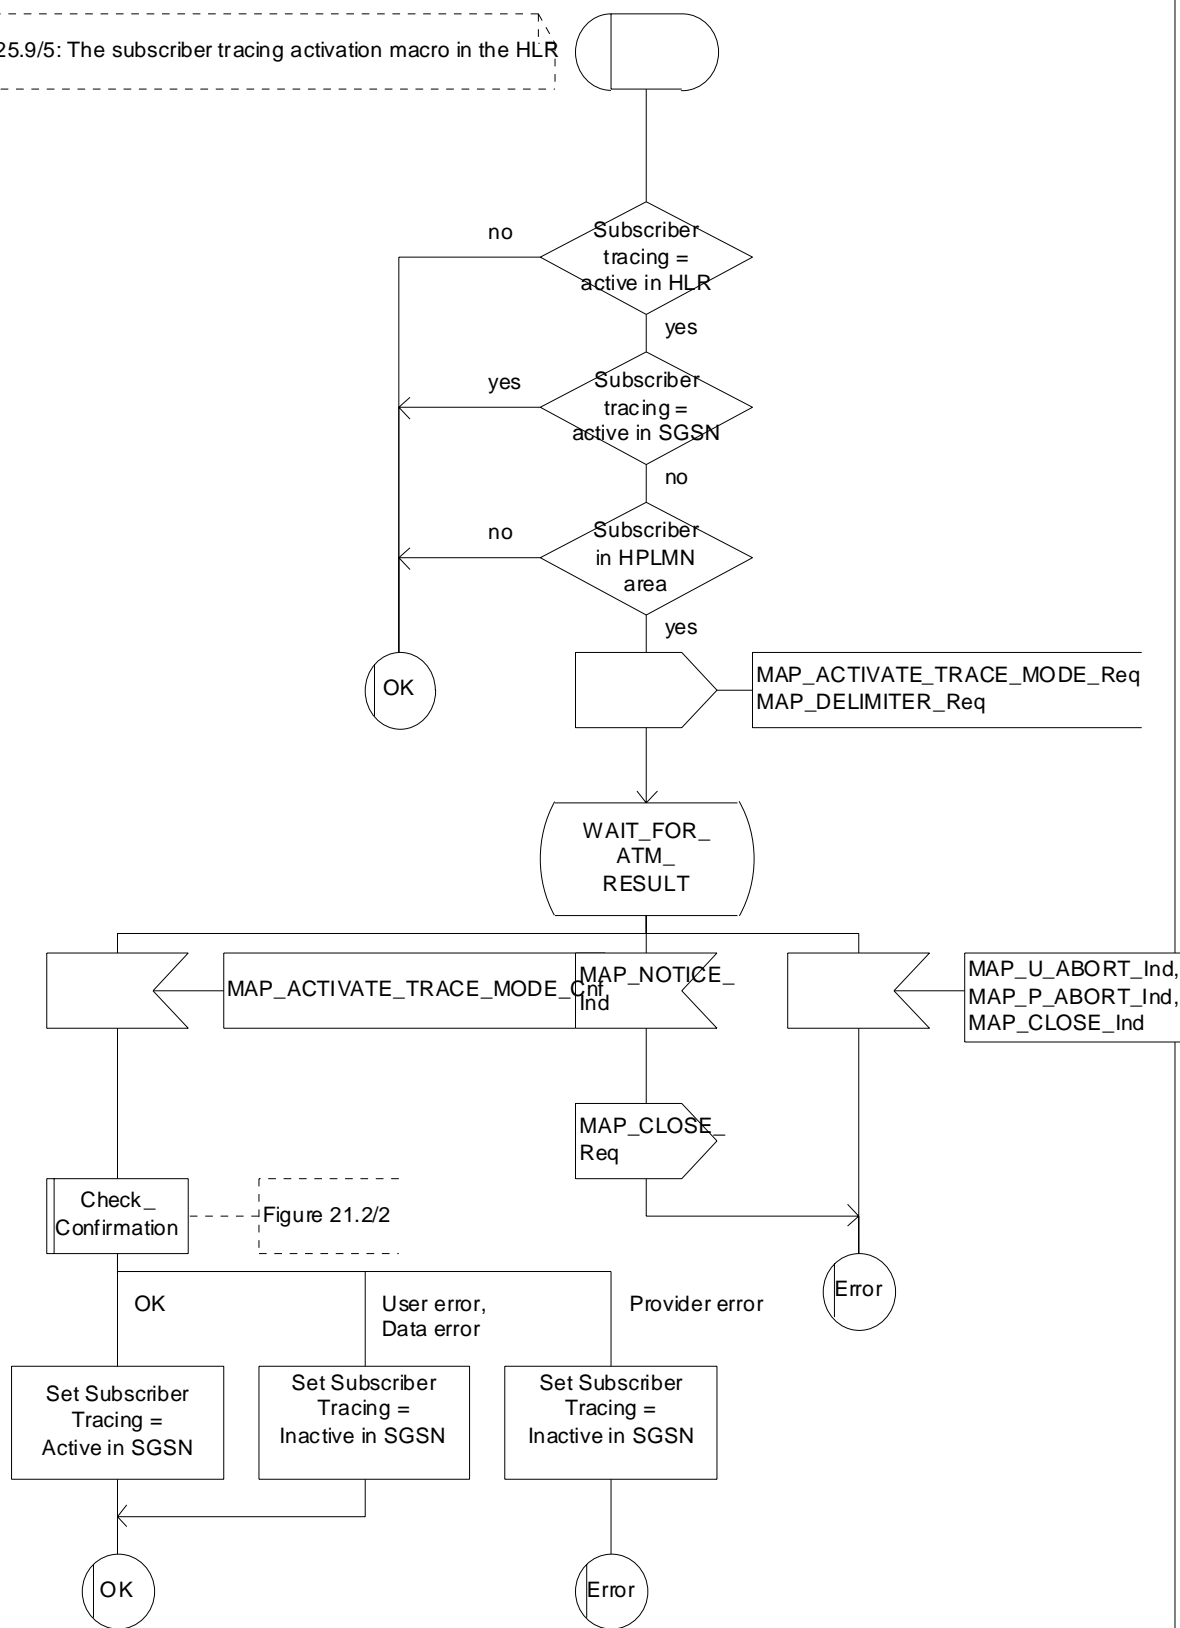 25.9/5: The subscriber tracing activation macro in the HLR
no
Subscriber
tracing =
active in HLR
yes
yes
Subscriber
tracing =
active in SGSN
no
no
Subscriber
in HPLMN
area
yes
OK
MAP_ACTIVATE_TRACE_MODE_Req
MAP_DELIMITER_Req
WAIT_FOR_
ATM_
RESULT
MAP_ACTIVATE_TRACE_MODE_Cnf
MAP_NOTICE_
Ind
MAP_U_ABORT_Ind,
MAP_P_ABORT_Ind,
MAP_CLOSE_Ind
MAP_CLOSE_
Req
Check_
Confirmation
Figure 21.2/2
Error
OK
User error,
Data error
Provider error
Set Subscriber
Tracing =
Active in SGSN
Set Subscriber
Tracing =
Inactive in SGSN
Set Subscriber
Tracing =
Inactive in SGSN
OK
Error